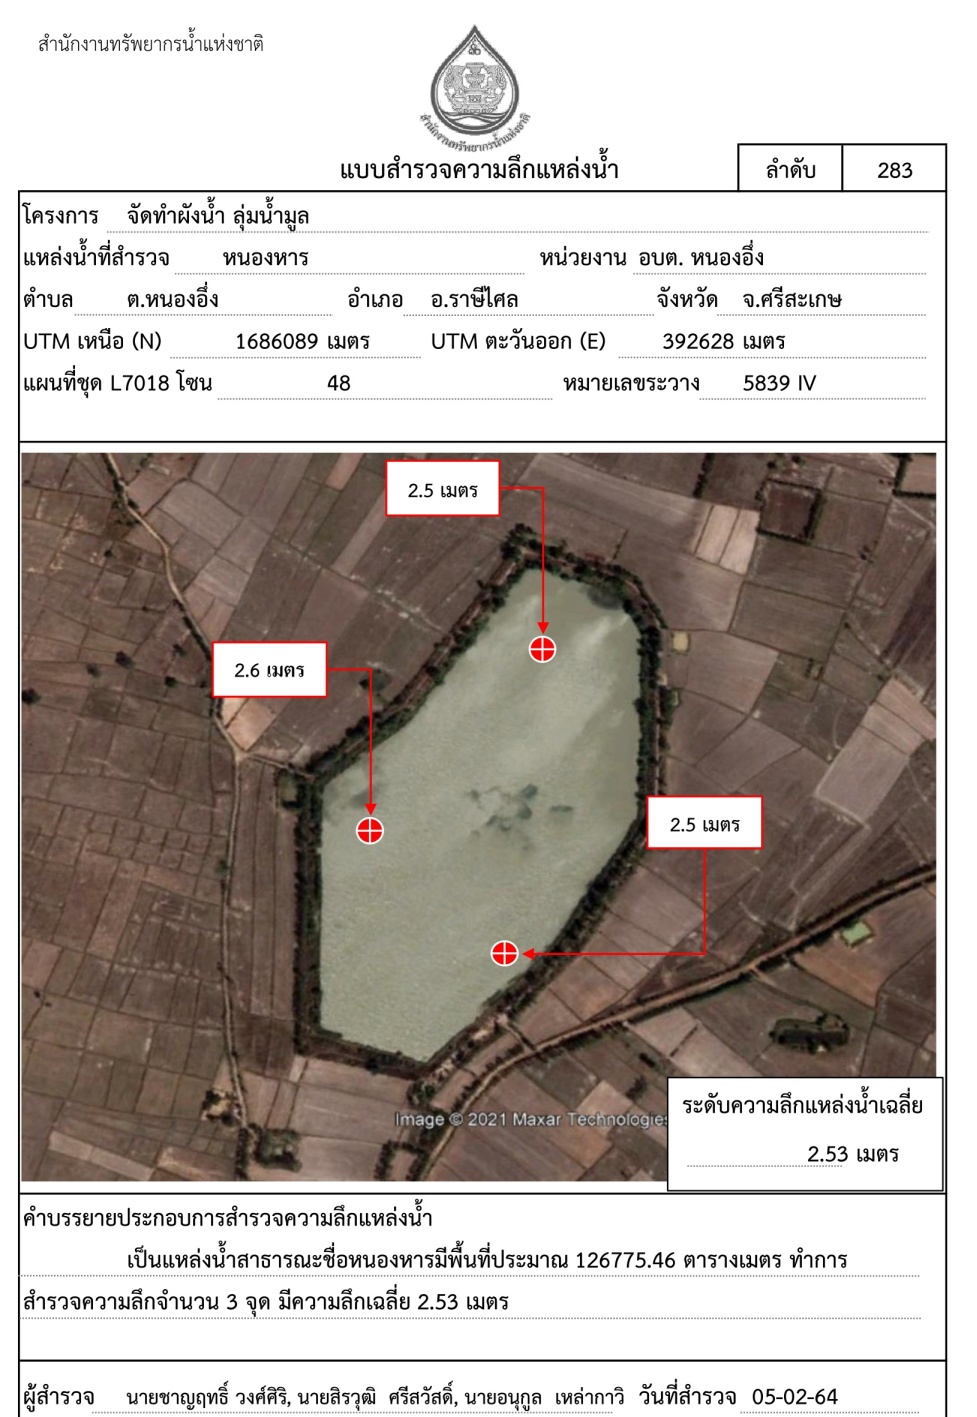 สำนักงานทรัพยากรน้ำแห่งชาติ
สำนักงานทรัพยากรน้ำแห่งชาติ
แบบสำรวจความลึกแหล่งน้ำ ลำดับ 283
โครงการ จัดทำผังน้ำ ลุ่มน้ำมูล
แหล่งน้ำที่สำรวจ หนองหาร หน่วยงาน อบต. หนองอึ่ง
ตำบล ต.หนองอึ่ง อำเภอ อ.ราษีไศล จังหวัด จ.ศรีสะเกษ
UTM เหนือ (N) 1686089 เมตร UTM ตะวันออก (E) 392628 เมตร
แผนที่ชุด L7018 โซน 48 หมายเลขระวาง 5839 IV
2.5 เมตร
2.6 เมตร
2.5 เมตร
Image © 2021 Maxar Technologies
ระดับความลึกแหล่งน้ำเฉลี่ย
2.53 เมตร
คำบรรยายประกอบการสำรวจความลึกแหล่งน้ำ
เป็นแหล่งน้ำสาธารณะชื่อหนองหารมีพื้นที่ประมาณ 126775.46 ตารางเมตร ทำการ
สำรวจความลึกจำนวน 3 จุด มีความลึกเฉลี่ย 2.53 เมตร
ผู้สำรวจ นายชาญฤทธิ์ วงศ์ศิริ, นายสิรวุฒิ ศรีสวัสดิ์, นายอนุกูล เหล่ากาวิ วันที่สำรวจ 05-02-64